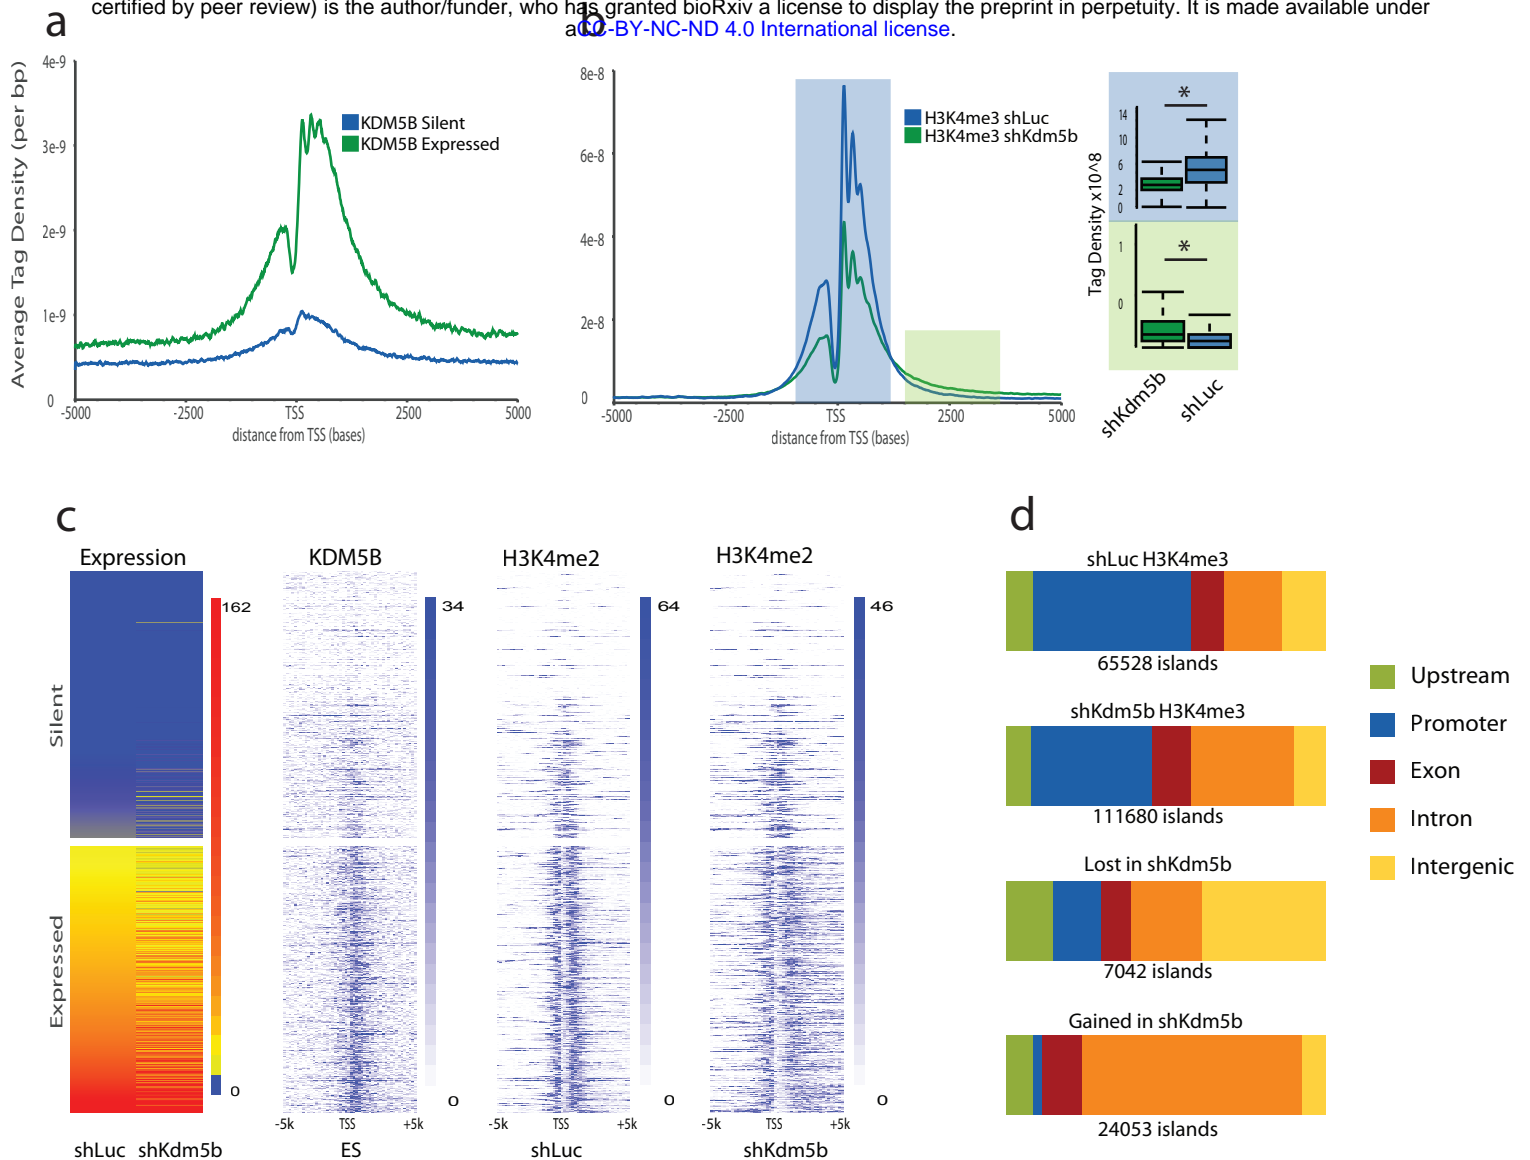 certified by peer review) is the author/funder, who has granted bioRxiv a license to display the preprint in perpetuity. It is made available under
aCC-BY-NC-ND 4.0 International license.
a
Average Tag Density (per bp)
4e-9
3e-9
2e-9
1e-9
0
KDM5B Silent
KDM5B Expressed
-5000
-2500
TSS
2500
5000
distance from TSS (bases)
b
8e-8
6e-8
4e-8
2e-8
0
H3K4me3 shLuc
H3K4me3 shKdm5b
-5000
-2500
TSS
2500
5000
distance from TSS (bases)
Tag Density x10^8
*
14
10
6
2
0
*
1
0
shKdm5b
shLuc
c
Expression
Silent
Expressed
162
0
shLuc
shKdm5b
KDM5B
34
0
-5k
TSS
+5k
ES
H3K4me2
64
0
-5k
TSS
+5k
shLuc
H3K4me2
46
0
-5k
TSS
+5k
shKdm5b
d
shLuc H3K4me3
65528 islands
shKdm5b H3K4me3
111680 islands
Lost in shKdm5b
7042 islands
Gained in shKdm5b
24053 islands
Upstream
Promoter
Exon
Intron
Intergenic